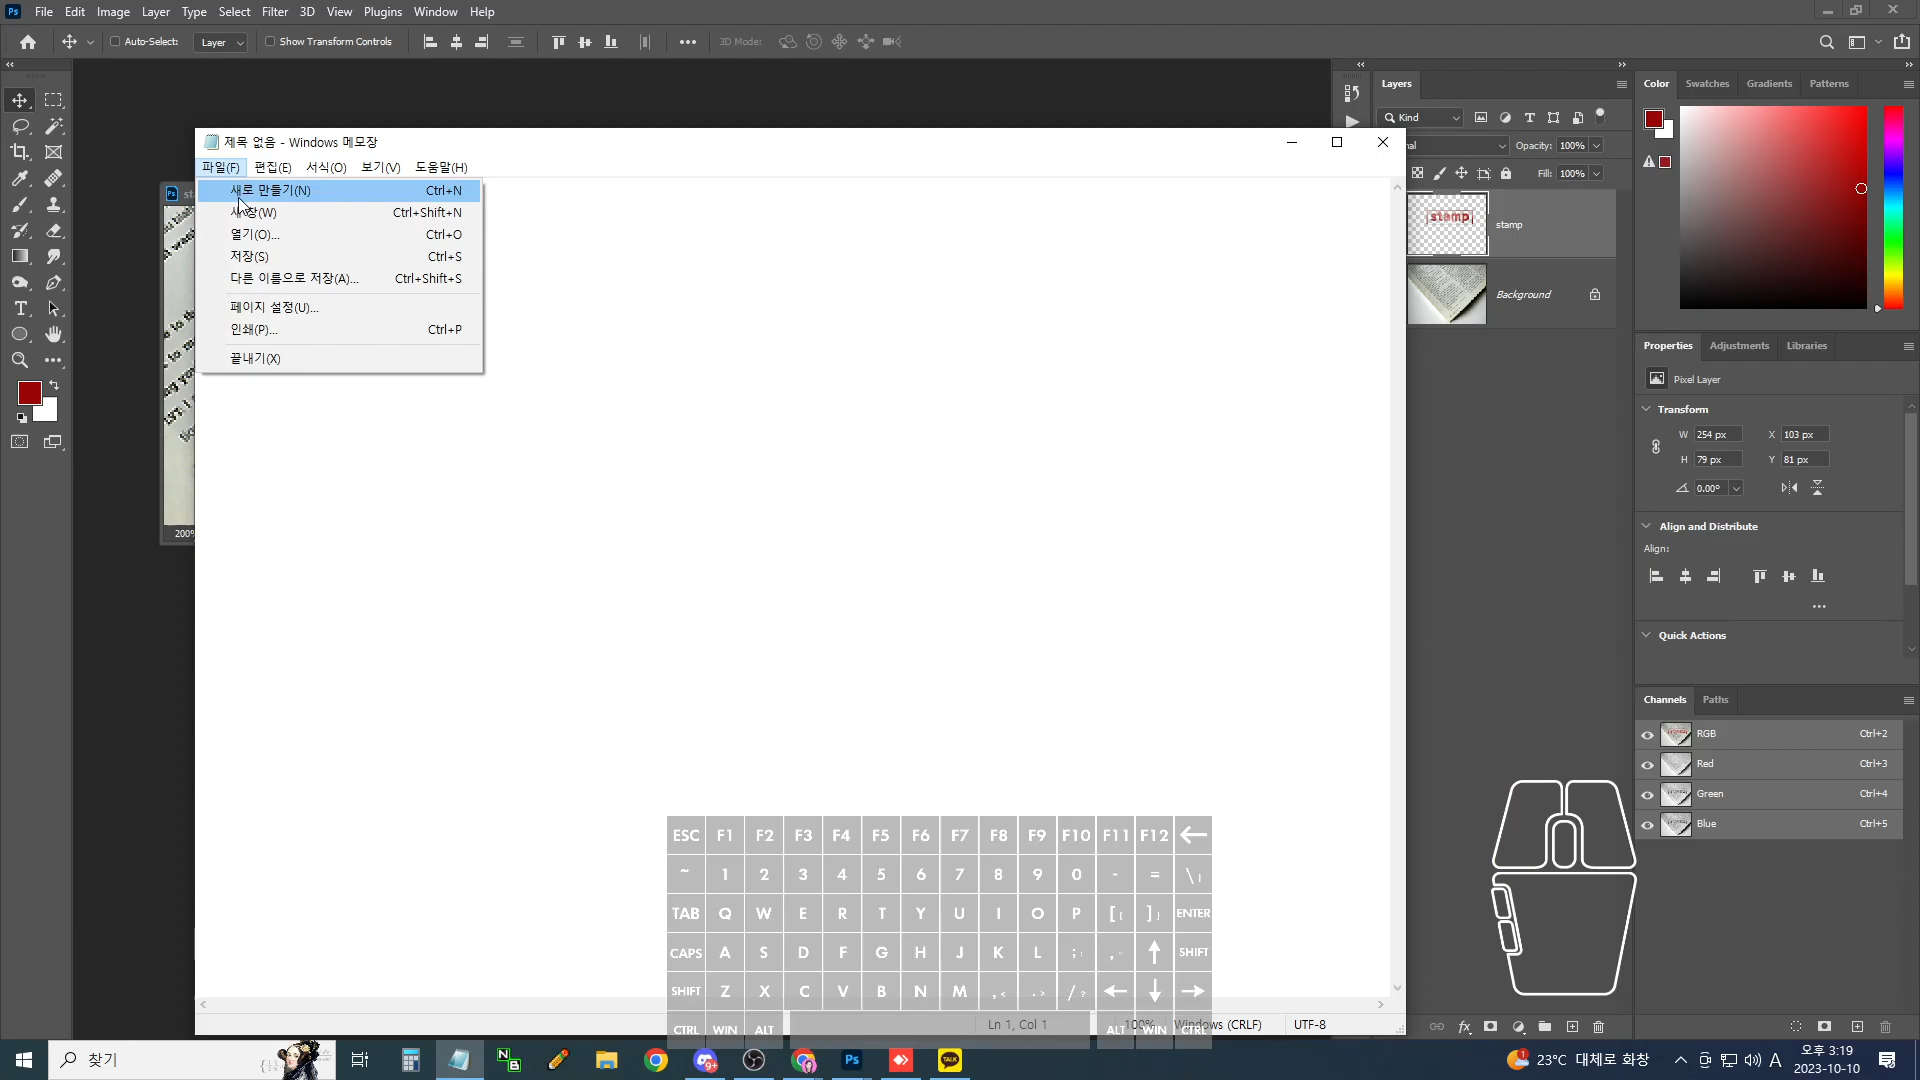 File Edit Image Layer Type Select Filter 3D View Plugins Window Help
Auto-Select: Layer Show Transform Controls 3D Mode:
제목 없음 - Windows 메모장
파일(F) 편집(E) 서식(O) 보기(V) 도움말(H)
새로 만들기(N) Ctrl+N
Ctrl+Shift+N
열기(O)... Ctrl+O
저장(S) Ctrl+S
다른 이름으로 저장(A)... Ctrl+Shift+S
페이지 설정(U)...
인쇄(P)... Ctrl+P
끝내기(X)
200%
Layers
Kind
Opacity: 100%
Fill: 100%
stamp
stamp
Background
Color Swatches Gradients Patterns
Properties Adjustments Libraries
Pixel Layer
Transform
W 254 px X 103 px
H 79 px Y 81 px
0.00°
Align and Distribute
Align:
Quick Actions
Channels Paths
RGB Ctrl+2
Red Ctrl+3
Green Ctrl+4
Blue Ctrl+5
ESC F1 F2 F3 F4 F5 F6 F7 F8 F9 F10 F11 F12 ←
~ 1 2 3 4 5 6 7 8 9 0 - = \
TAB Q W E R T Y U I O P [ ] ENTER
CAPS A S D F G H J K L ; , ↑ SHIFT
SHIFT Z X C V B N M , < . > / ? ← ↓ →
CTRL WIN ALT ALT WIN CTRL
Ln 1, Col 1 100% Windows (CRLF) UTF-8
찾기
9+
Ps
TALK
23°C 대체로 화창
A
오후 3:19
2023-10-10